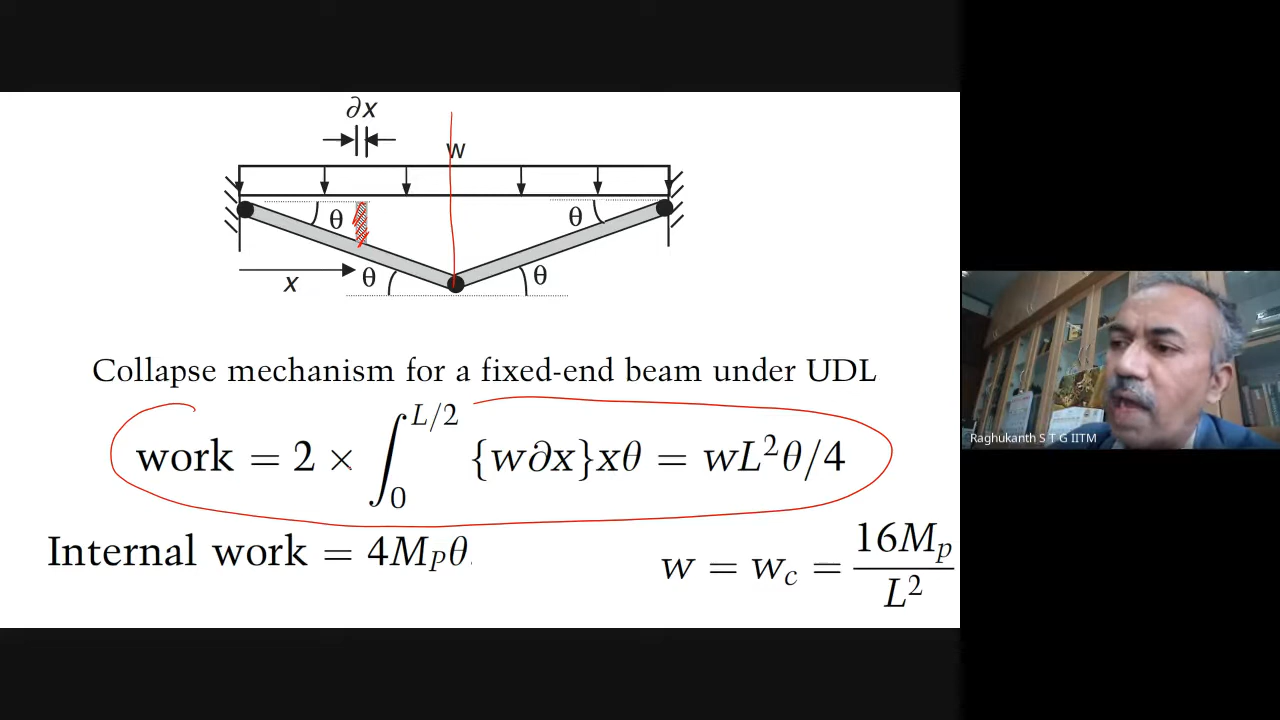 ∂x
w
θ θ
x θ θ
Collapse mechanism for a fixed-end beam under UDL
work = 2 × ∫₀^{L/2} {w∂x}xθ = wL²θ/4
Internal work = 4M_Pθ.
w = w_c = 16M_p / L²
Raghukanth S T G IITM